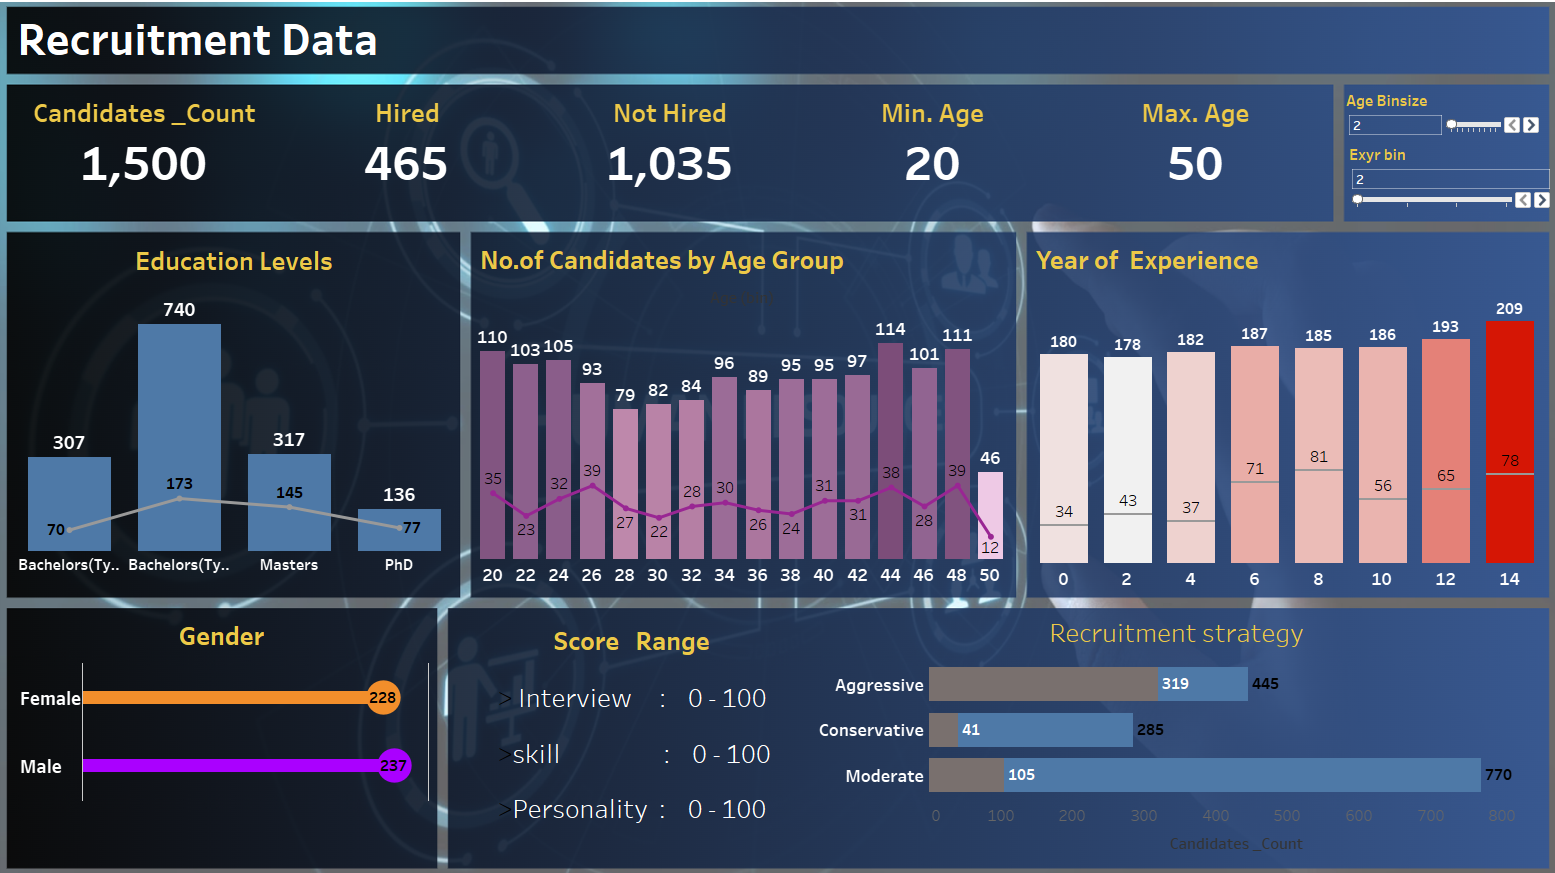 Recruitment Data
Candidates _Count
1,500
Hired
465
Not Hired
1,035
Min. Age
20
Max. Age
50
Age Binsize
2
Exyr bin
2
Education Levels
307
740
317
136
70
173
145
77
Bachelors(Ty.. Bachelors(Ty.. Masters PhD
No.of Candidates by Age Group
110 103 105 93 79 82 84 96 89 95 95 97 114 101 111 46
35 23 32 39 27 22 28 30 26 24 31 31 38 28 39 12
20 22 24 26 28 30 32 34 36 38 40 42 44 46 48 50
Year of Experience
180 178 182 187 185 186 193 209
34 43 37 71 81 56 65 78
0 2 4 6 8 10 12 14
Gender
Female 228
Male 237
Score Range
> Interview : 0 - 100
>skill : 0 - 100
>Personality : 0 - 100
Recruitment strategy
Aggressive 319 445
Conservative 41 285
Moderate 105 770
0 100 200 300 400 500 600 700 800
Candidates _Count